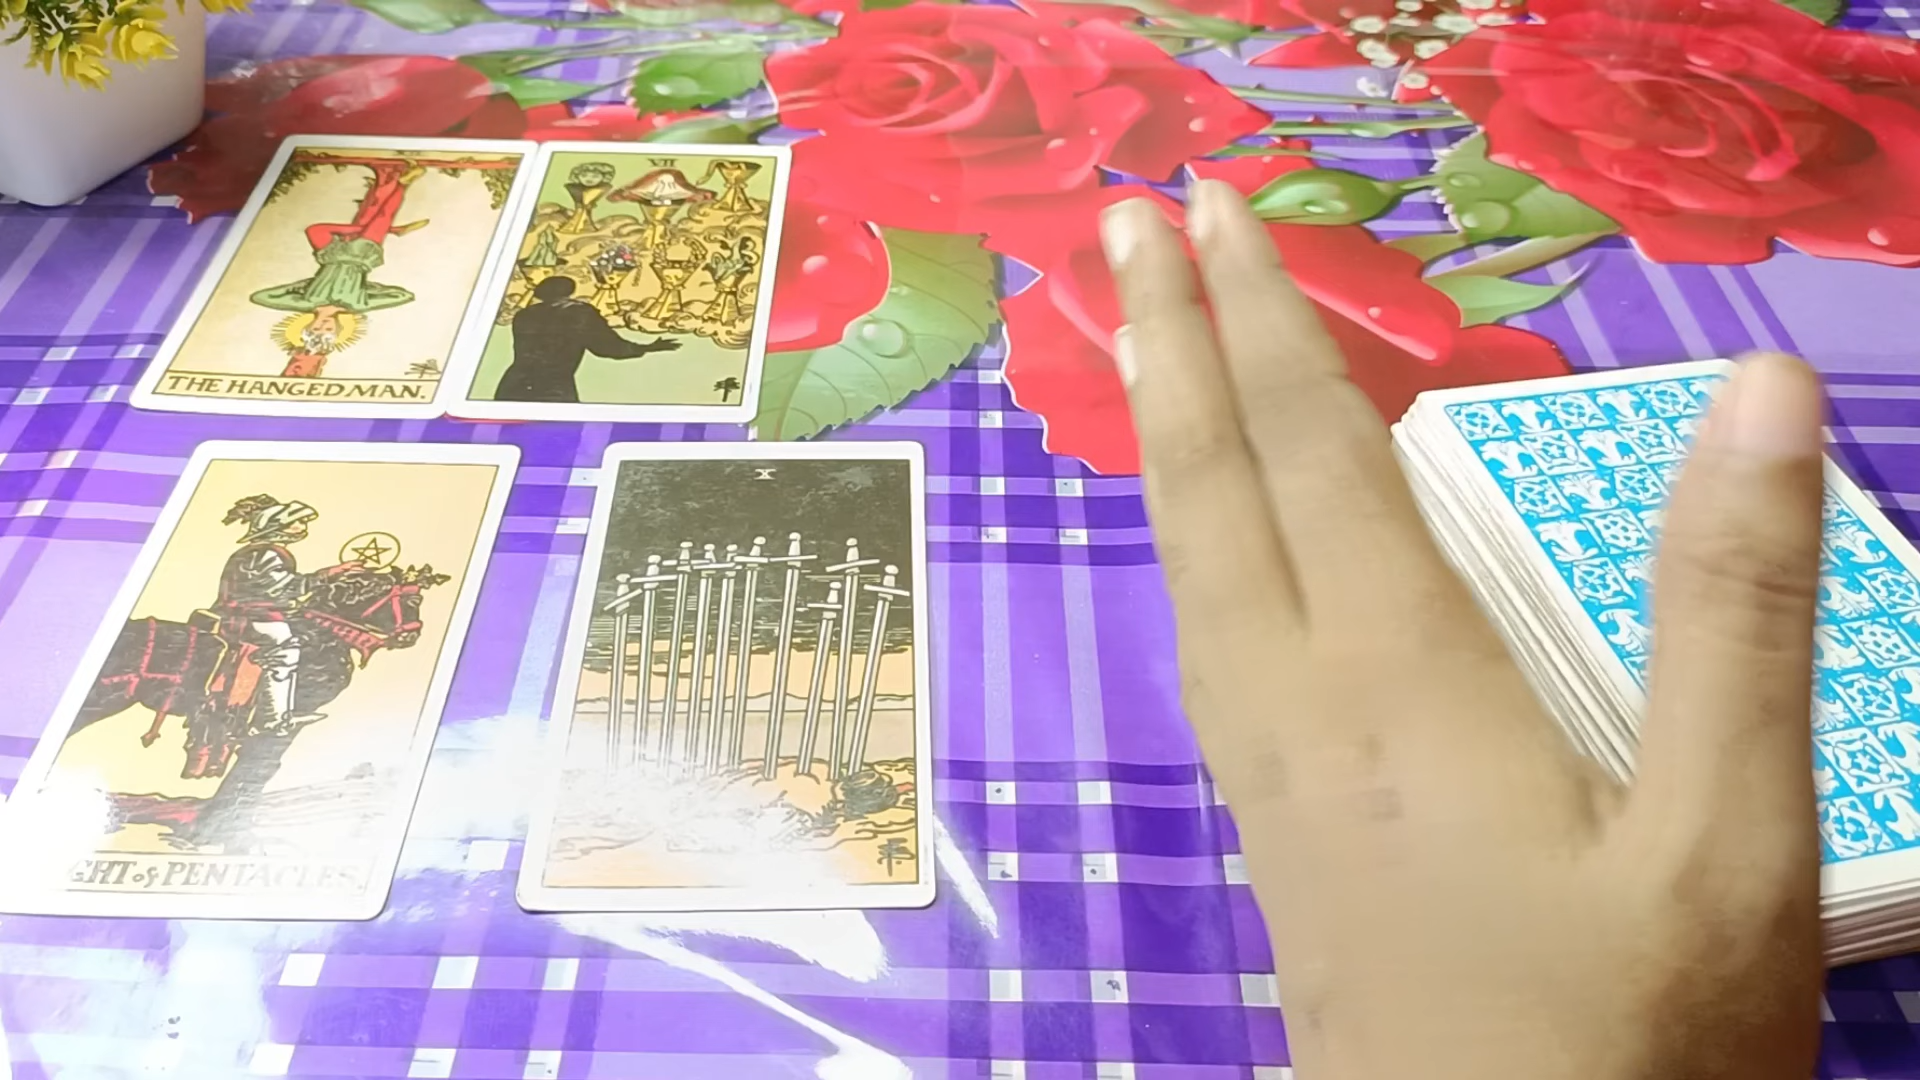 THE HANGED MAN.
VII
GHT of PENTACLES.
X